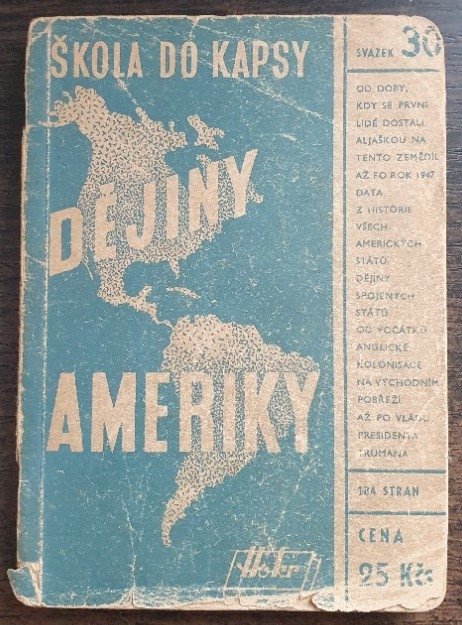 ŠKOLA DO KAPSY
DĚJINY
AMERIKY
SVAZEK 30
OD DOBY,
KDY SE PRVNÍ
LIDÉ DOSTALI
ALJAŠKOU NA
TENTO ZEMĚDÍL
AŽ PO ROK 1947
DATA
Z HISTORIE
VŠECH
AMERICKÝCH
STÁTŮ.
DĚJINY
SPOJENÝCH
STÁTŮ
OD POČÁTKŮ
ANGLICKÉ
KOLONISACE
NA VÝCHODNÍM
POBŘEŽÍ
AŽ PO VLÁDU
PRESIDENTA
TRUMANA
184 STRAN
CENA
25 Kčs